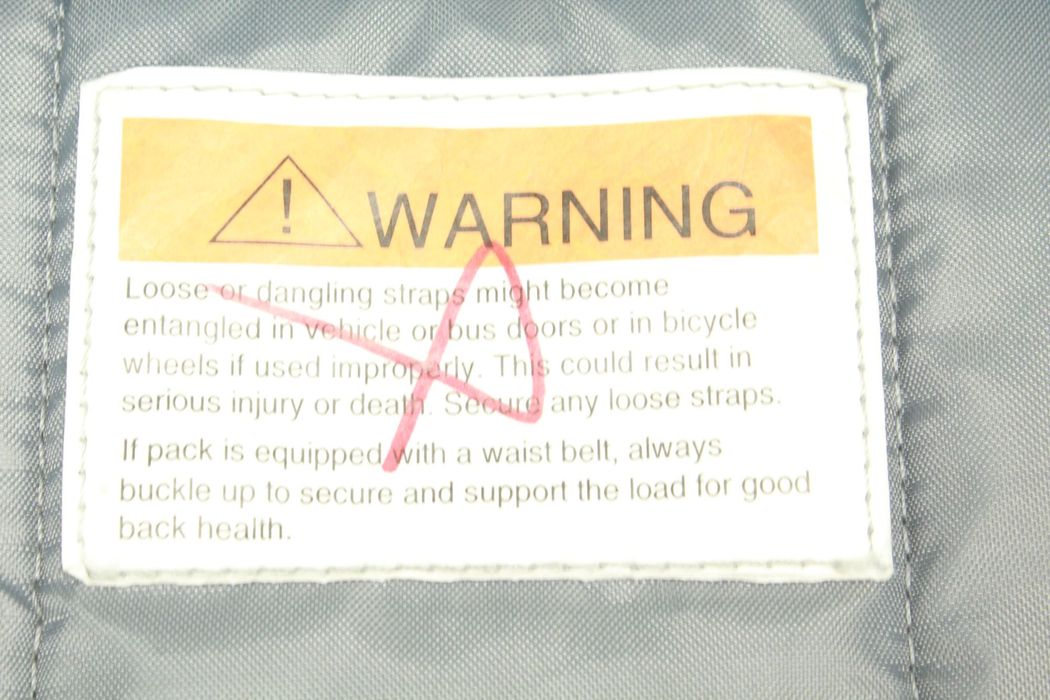 ! WARNING
Loose or dangling straps might become
entangled in vehicle or bus doors or in bicycle
wheels if used improperly. This could result in
serious injury or death. Secure any loose straps.
If pack is equipped with a waist belt, always
buckle up to secure and support the load for good
back health.